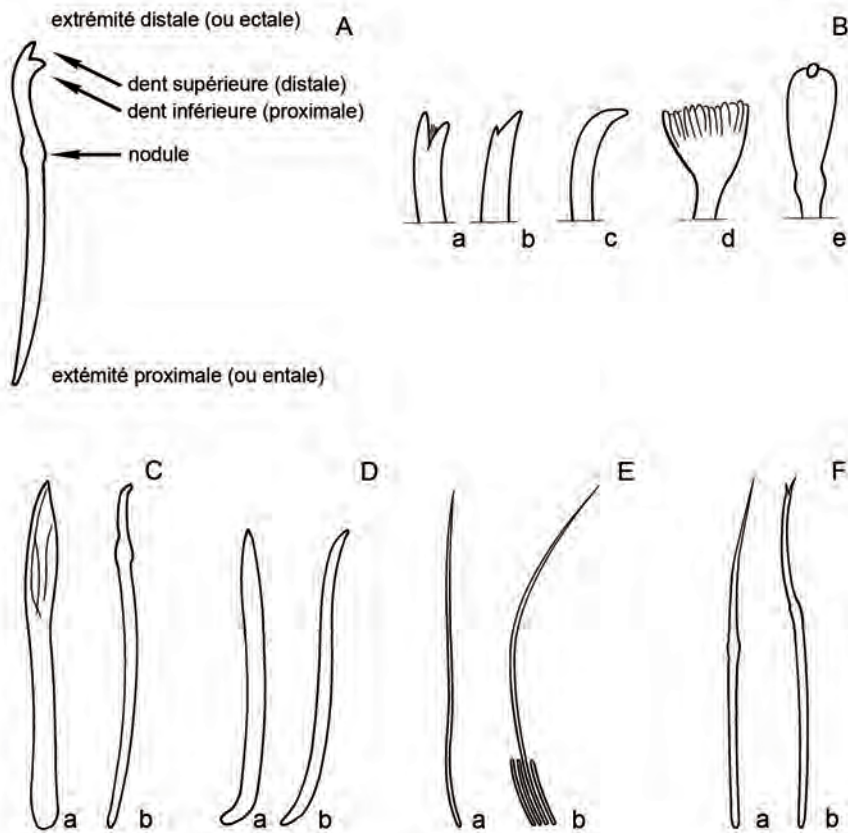 extrémité distale (ou ectale)
A
B
dent supérieure (distale)
dent inférieure (proximale)
nodule
a
b
c
d
e
extémité proximale (ou entale)
C
D
E
F
a
b
a
b
a
b
a
b